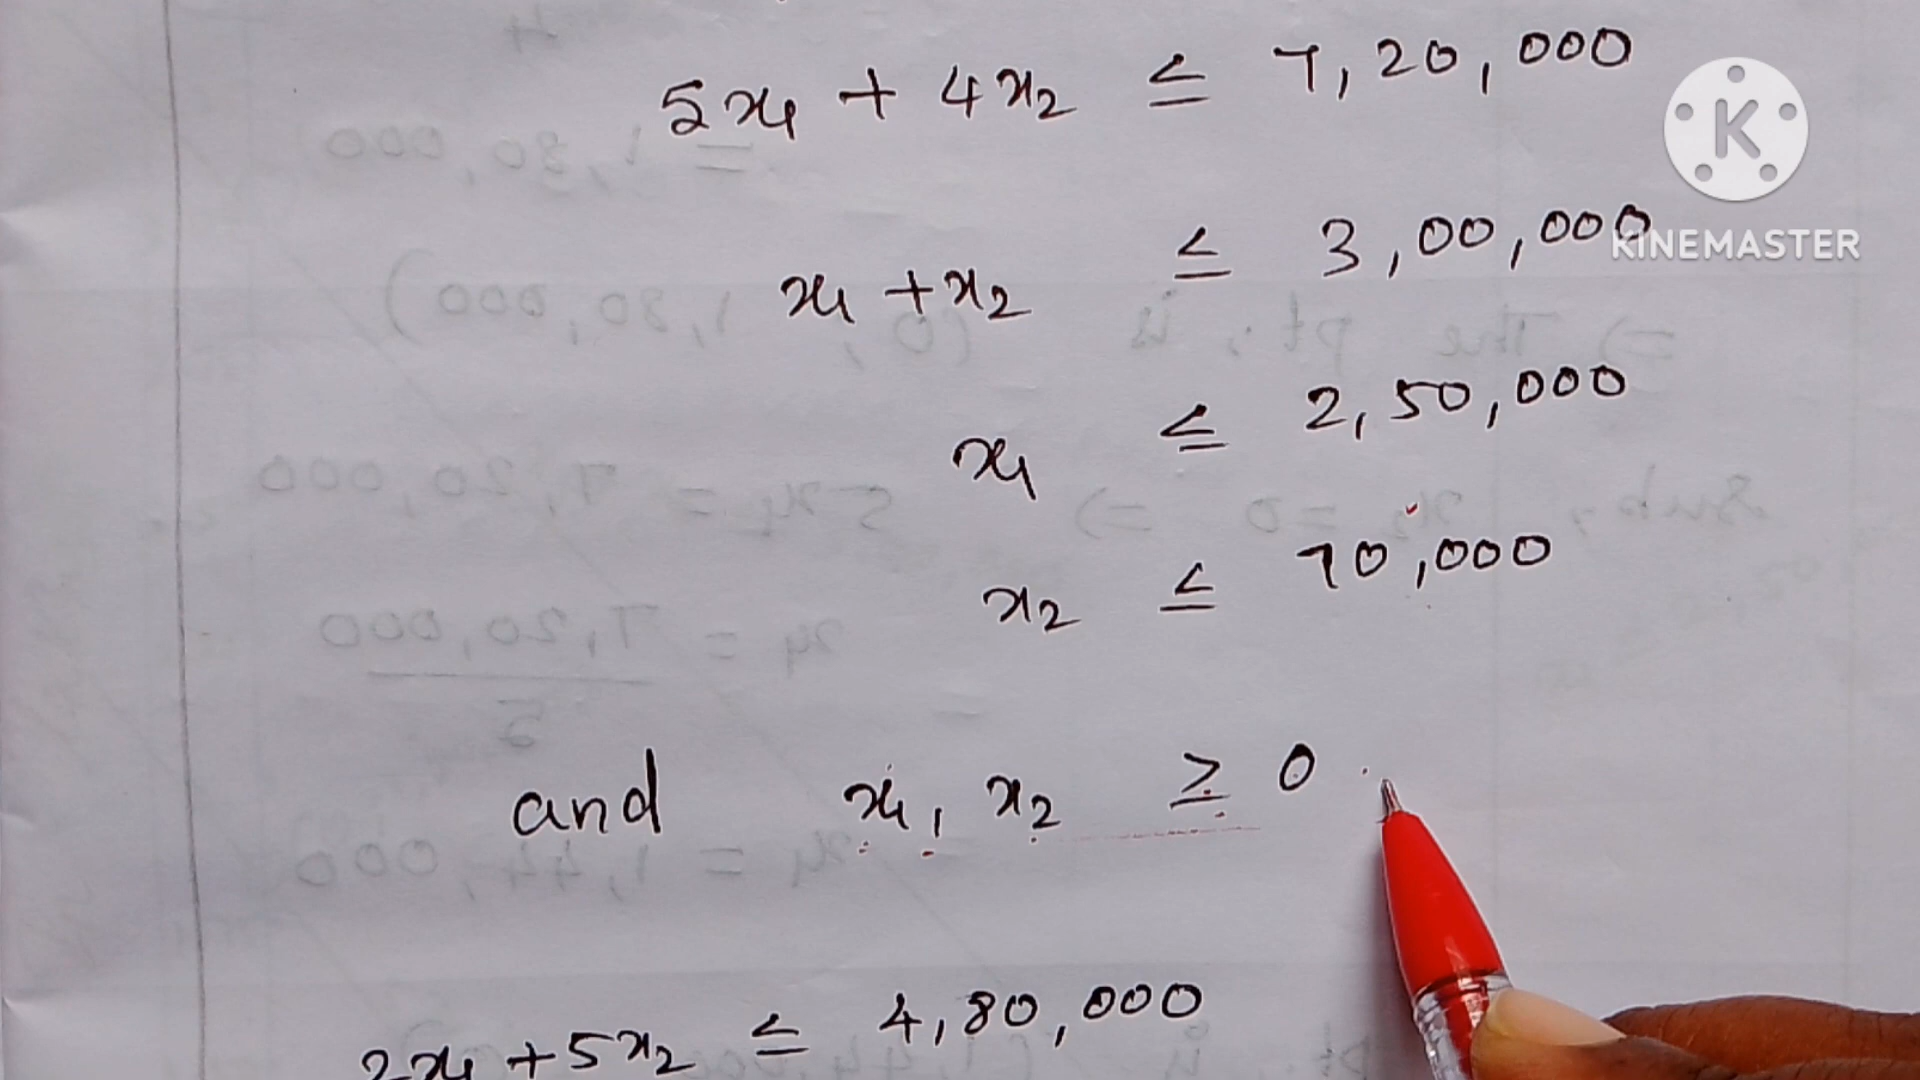 5x₁ + 4x₂ ≤ 7,20,000
x₁ + x₂ ≤ 3,00,000
x₁ ≤ 2,50,000
x₂ ≤ 70,000
and x₁, x₂ ≥ 0
2x₁ + 5x₂ ≤ 4,80,000
K
KINEMASTER